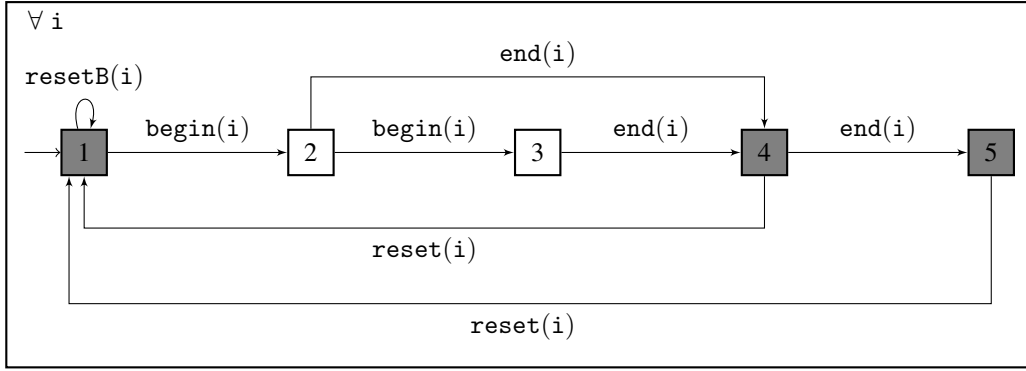 ∀ i
end(i)
resetB(i)
begin(i) begin(i) end(i) end(i)
1 2 3 4 5
reset(i)
reset(i)